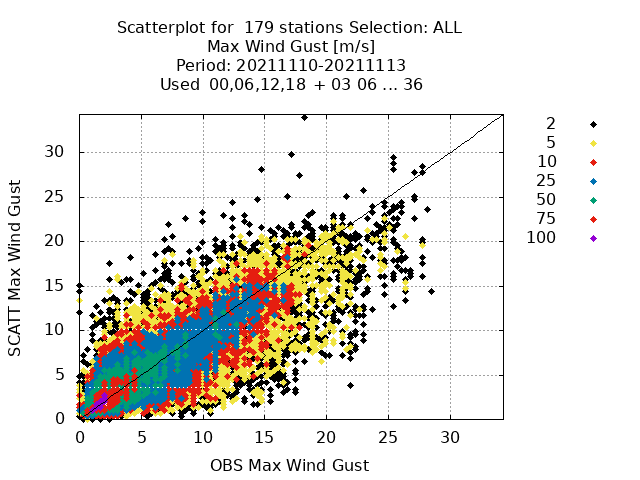 Scatterplot for 179 stations Selection: ALL
Max Wind Gust [m/s]
Period: 20211110-20211113
Used 00,06,12,18 + 03 06 ... 36
2
5
10
25
50
75
100
SCATT Max Wind Gust
30
25
20
15
10
5
0
0 5 10 15 20 25 30
OBS Max Wind Gust